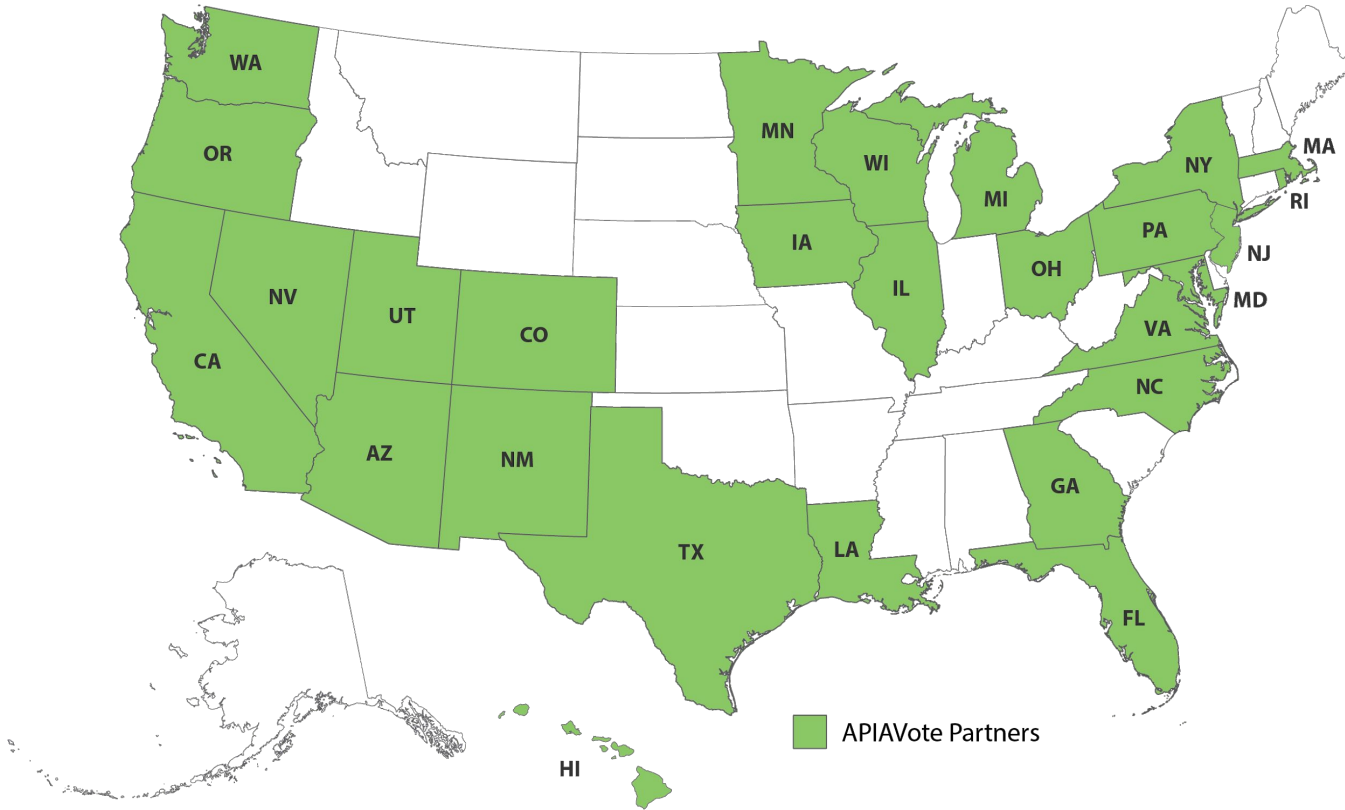 WA
OR
CA
NV
UT
CO
AZ
NM
TX
MN
IA
WI
IL
MI
OH
LA
GA
FL
NC
VA
PA
NY
MA
RI
NJ
MD
HI
APIAVote Partners